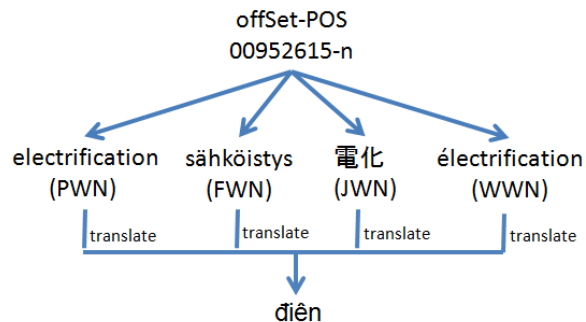 offSet-POS
00952615-n
electrification sähköistys 電化 électrification
(PWN) (FWN) (JWN) (WWN)
translate translate translate translate
điên